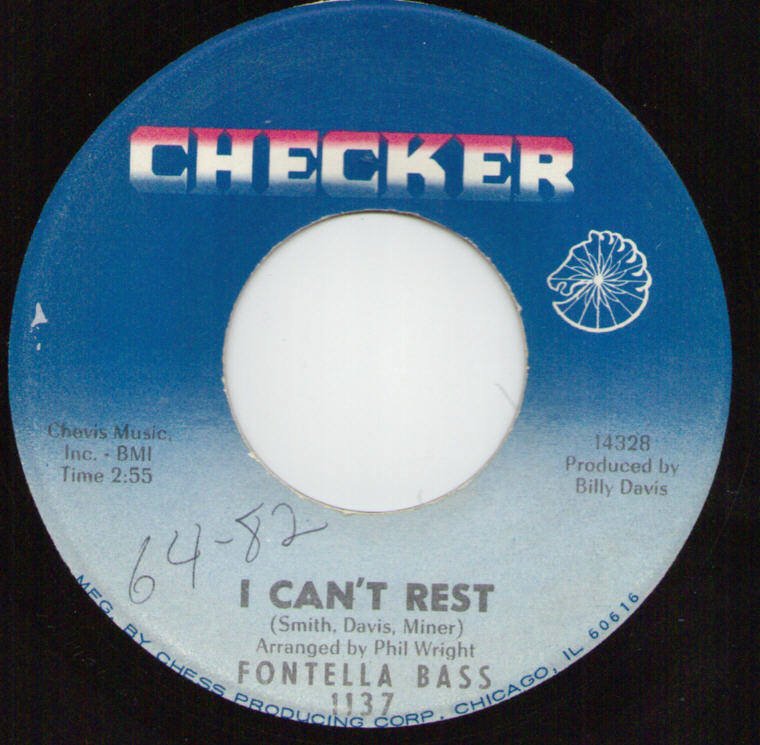 CHECKER
Chevis Music,
Inc. - BMI
Time 2:55
14328
Produced by
Billy Davis
64-82
I CAN'T REST
(Smith, Davis, Miner)
Arranged by Phil Wright
FONTELLA BASS
1137
MFG. BY CHESS PRODUCING CORP. CHICAGO, IL 60616